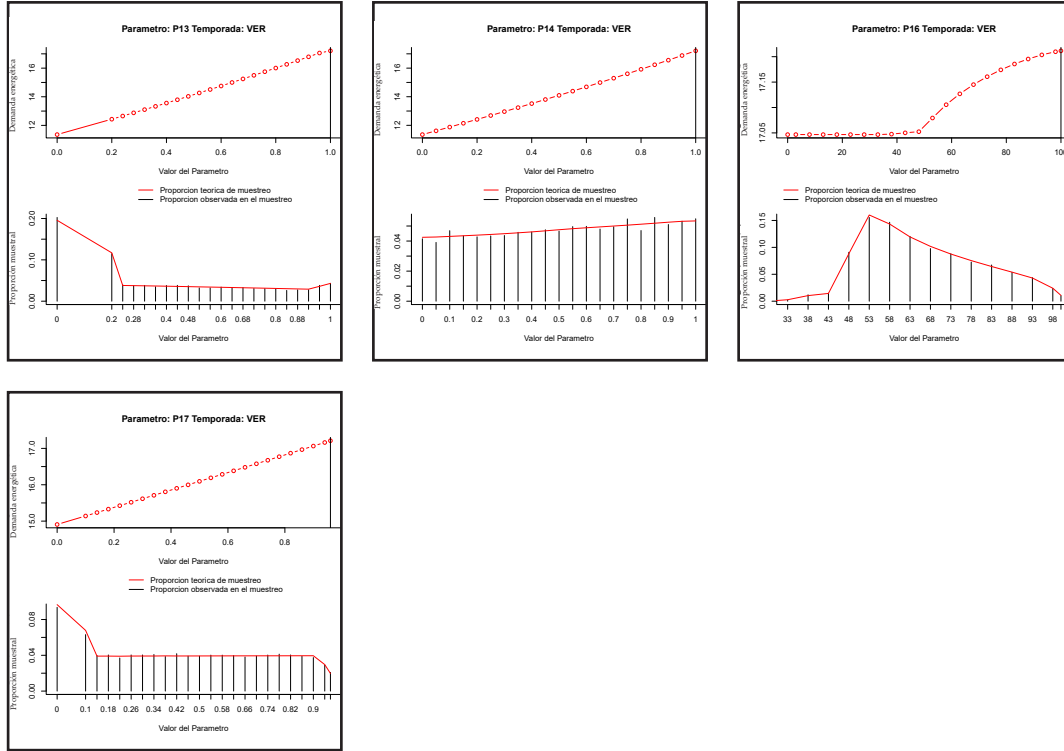 Parametro: P13 Temporada: VER
Demanda energética
12 14 16
0.0 0.2 0.4 0.6 0.8 1.0
Valor del Parametro
Proporcion teorica de muestreo
Proporcion observada en el muestreo
Proporción muestral
0.00 0.10 0.20
0 0.2 0.28 0.4 0.48 0.6 0.68 0.8 0.88 1
Valor del Parametro
Parametro: P14 Temporada: VER
Demanda energética
12 14 16
0.0 0.2 0.4 0.6 0.8 1.0
Valor del Parametro
Proporcion teorica de muestreo
Proporcion observada en el muestreo
Proporción muestral
0.00 0.02 0.04
0 0.1 0.2 0.3 0.4 0.5 0.6 0.7 0.8 0.9 1
Valor del Parametro
Parametro: P16 Temporada: VER
Demanda energética
17.05 17.15
0 20 40 60 80 100
Valor del Parametro
Proporcion teorica de muestreo
Proporcion observada en el muestreo
Proporción muestral
0.00 0.05 0.10 0.15
33 38 43 48 53 58 63 68 73 78 83 88 93 98
Valor del Parametro
Parametro: P17 Temporada: VER
Demanda energética
15.0 16.0 17.0
0.0 0.2 0.4 0.6 0.8
Valor del Parametro
Proporcion teorica de muestreo
Proporcion observada en el muestreo
Proporción muestral
0.00 0.04 0.08
0 0.1 0.18 0.26 0.34 0.42 0.5 0.58 0.66 0.74 0.82 0.9
Valor del Parametro